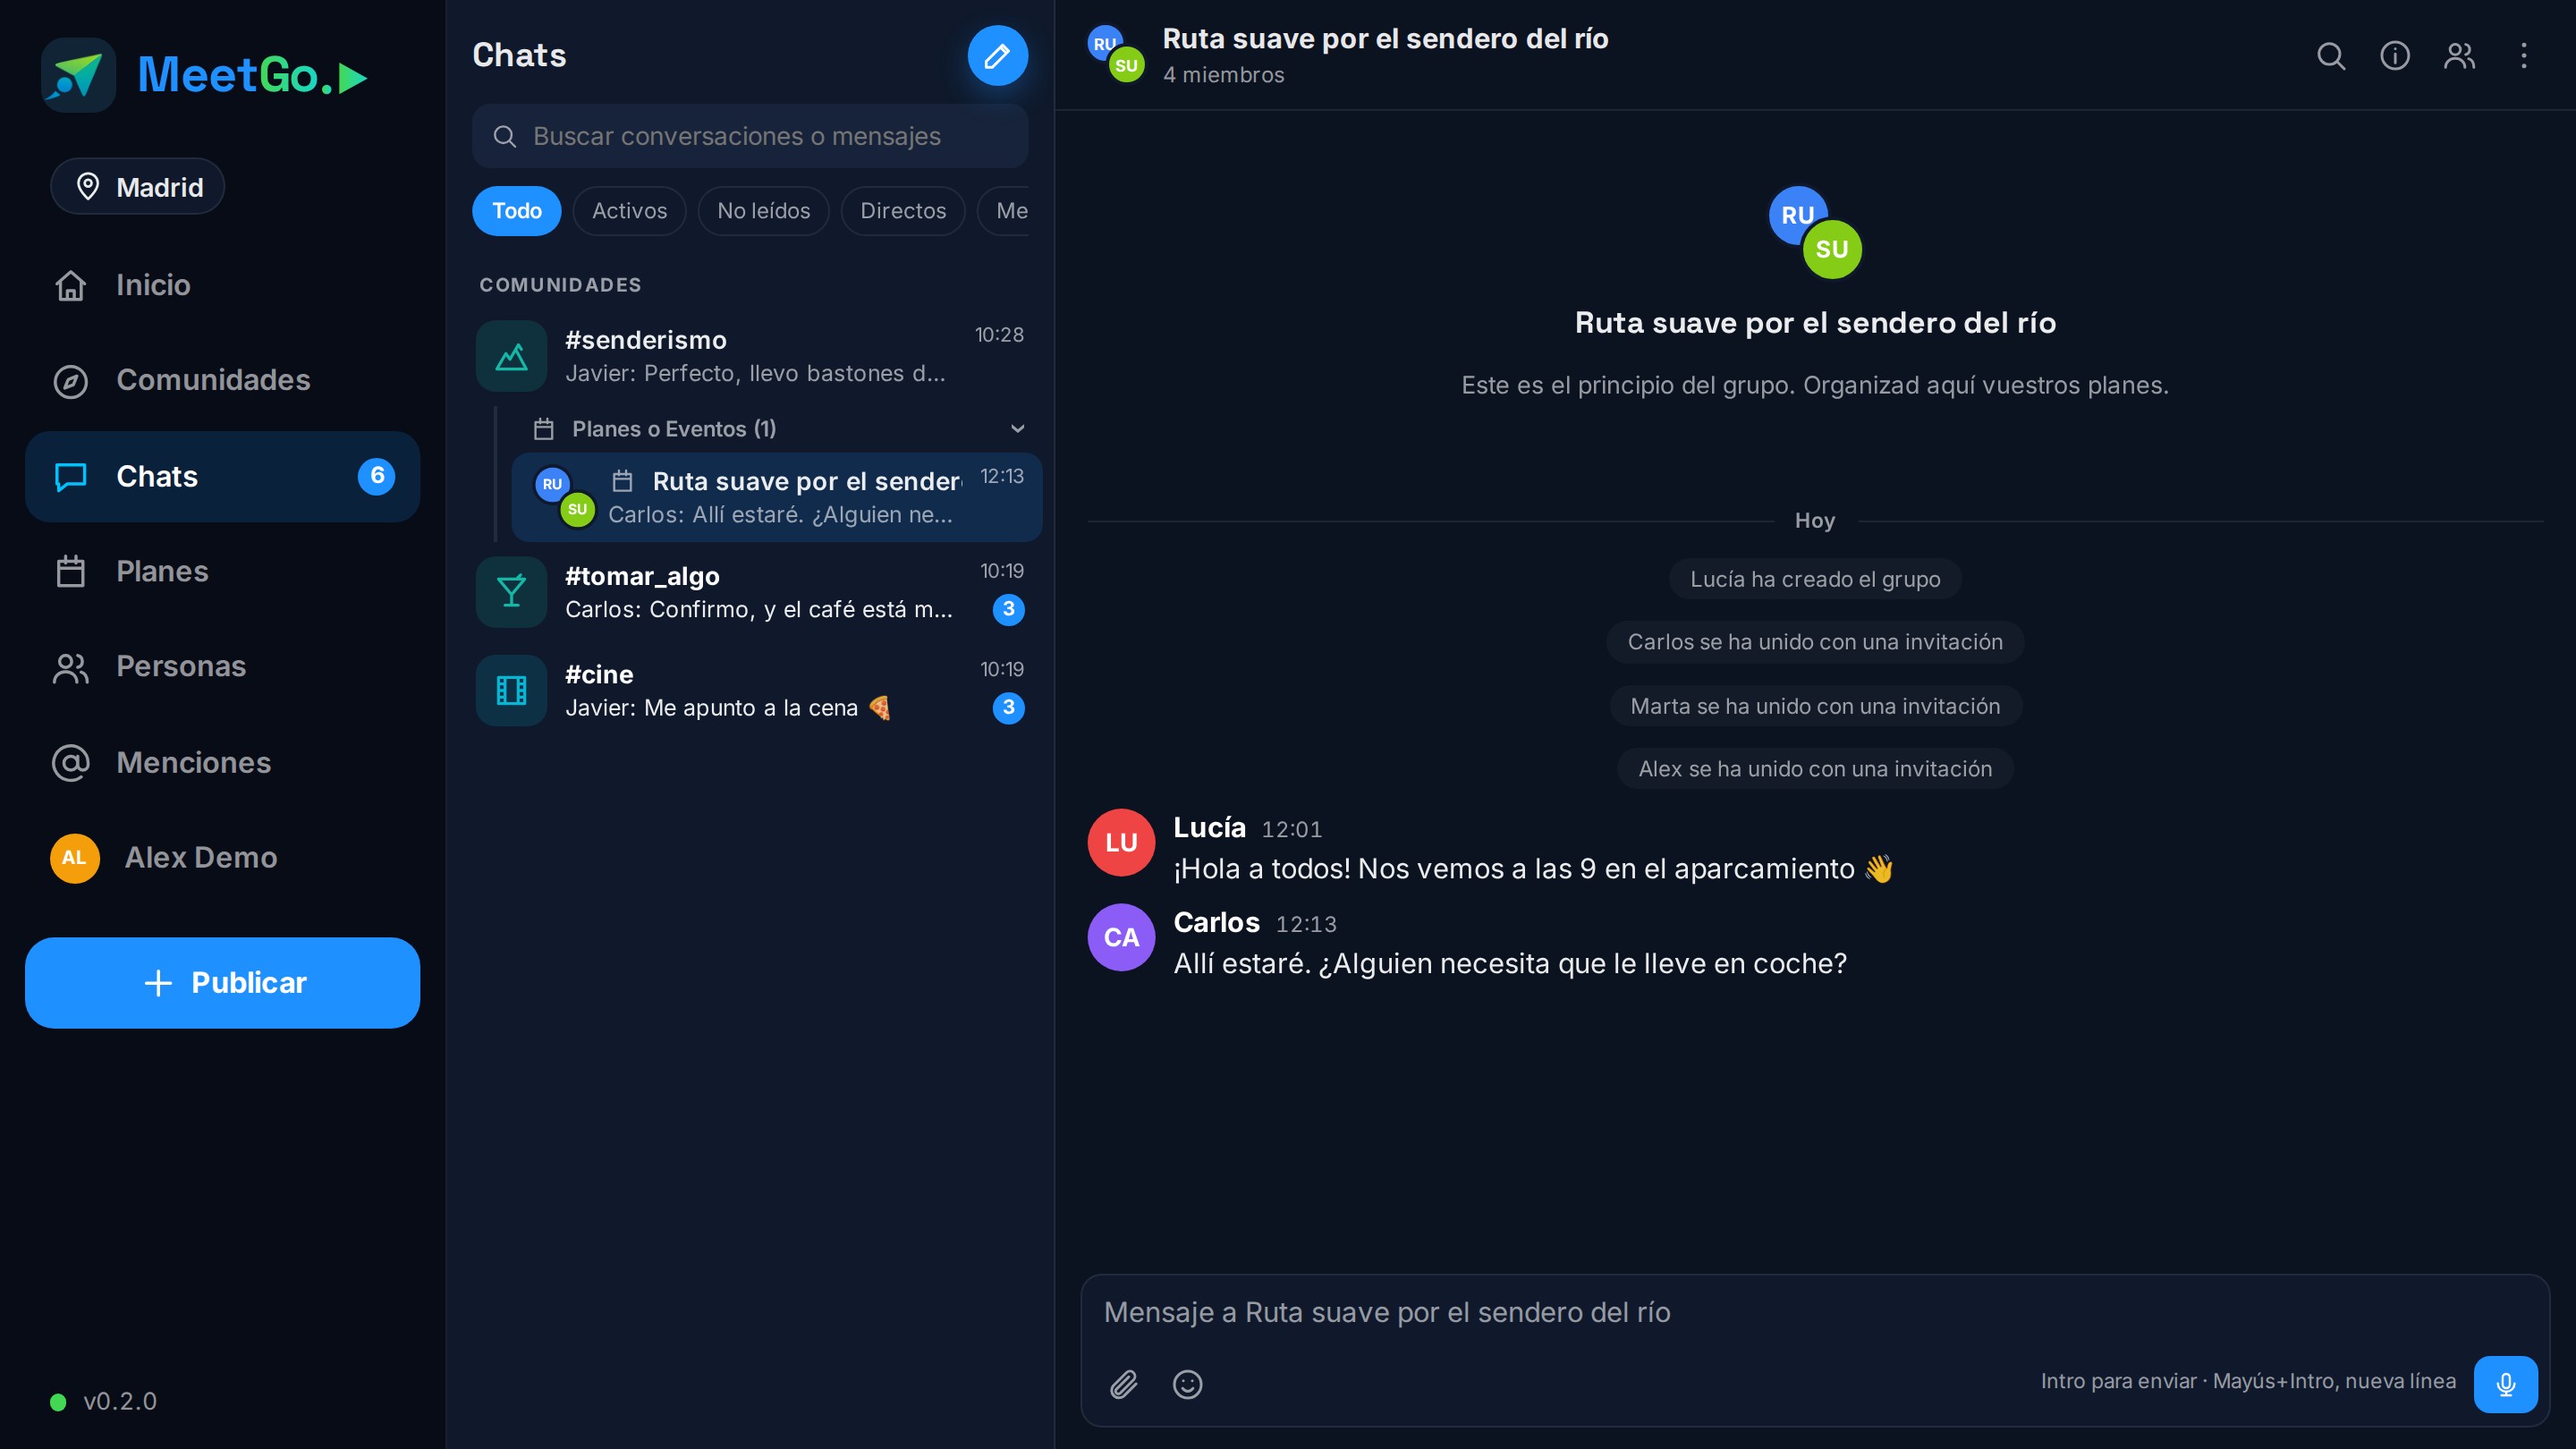 MeetGo.
Madrid
Inicio
Comunidades
Chats
6
Planes
Personas
Menciones
AL
Alex Demo
Publicar
v0.2.0
Chats
Buscar conversaciones o mensajes
Todo
Activos
No leídos
Directos
Me
COMUNIDADES
#senderismo
10:28
Javier: Perfecto, llevo bastones d...
Planes o Eventos (1)
RU
SU
Ruta suave por el sender
12:13
Carlos: Allí estaré. ¿Alguien ne...
#tomar_algo
10:19
Carlos: Confirmo, y el café está m...
3
#cine
10:19
Javier: Me apunto a la cena 🍕
3
RU
SU
Ruta suave por el sendero del río
4 miembros
RU
SU
Ruta suave por el sendero del río
Este es el principio del grupo. Organizad aquí vuestros planes.
Hoy
Lucía ha creado el grupo
Carlos se ha unido con una invitación
Marta se ha unido con una invitación
Alex se ha unido con una invitación
LU
Lucía 12:01
¡Hola a todos! Nos vemos a las 9 en el aparcamiento 👋
CA
Carlos 12:13
Allí estaré. ¿Alguien necesita que le lleve en coche?
Mensaje a Ruta suave por el sendero del río
Intro para enviar · Mayús+Intro, nueva línea